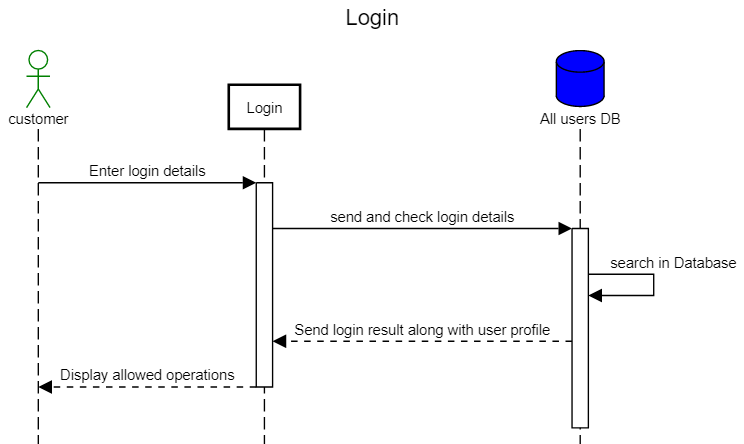 Login
customer
Login
All users DB
Enter login details
send and check login details
search in Database
Send login result along with user profile
Display allowed operations